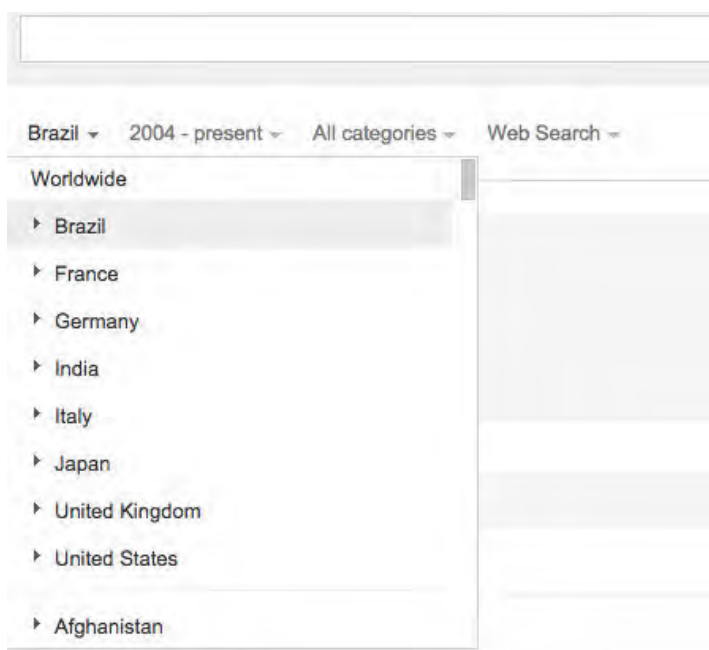 Brazil 2004 - present All categories Web Search
Worldwide
Brazil
France
Germany
India
Italy
Japan
United Kingdom
United States
Afghanistan